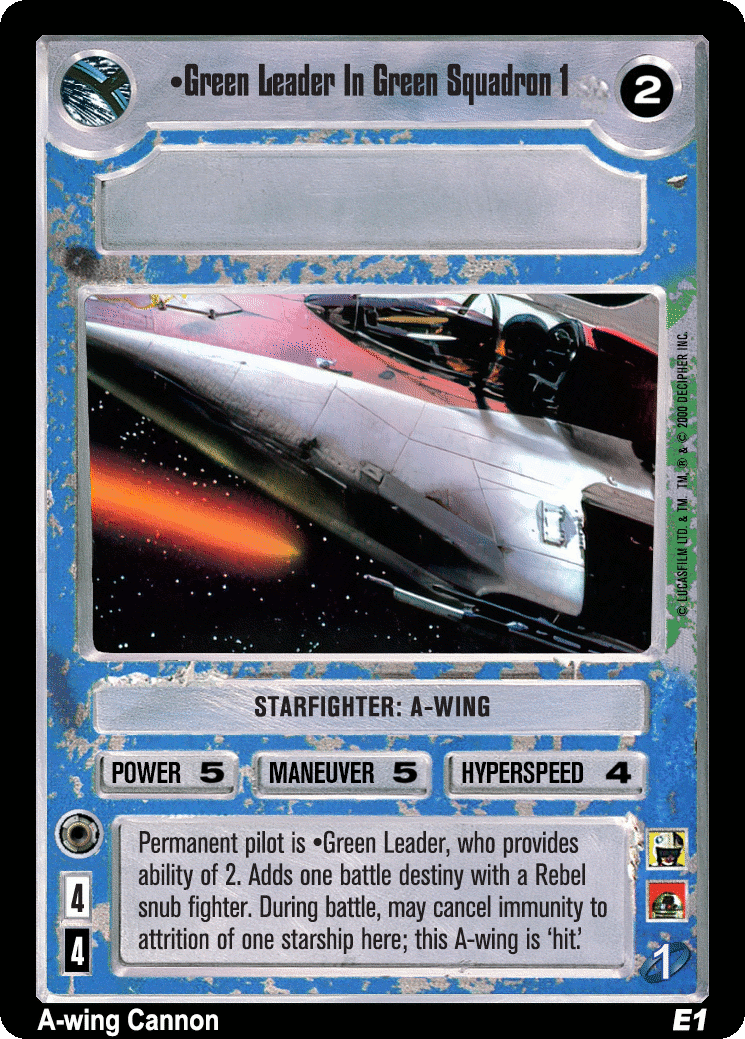 •Green Leader In Green Squadron 1
2
© LUCASFILM LTD. & TM. TM, ® & © 2000 DECIPHER INC.
STARFIGHTER: A-WING
POWER 5 MANEUVER 5 HYPERSPEED 4
Permanent pilot is •Green Leader, who provides
ability of 2. Adds one battle destiny with a Rebel
snub fighter. During battle, may cancel immunity to
attrition of one starship here; this A-wing is ‘hit.’
4
4
1
A-wing Cannon
E1